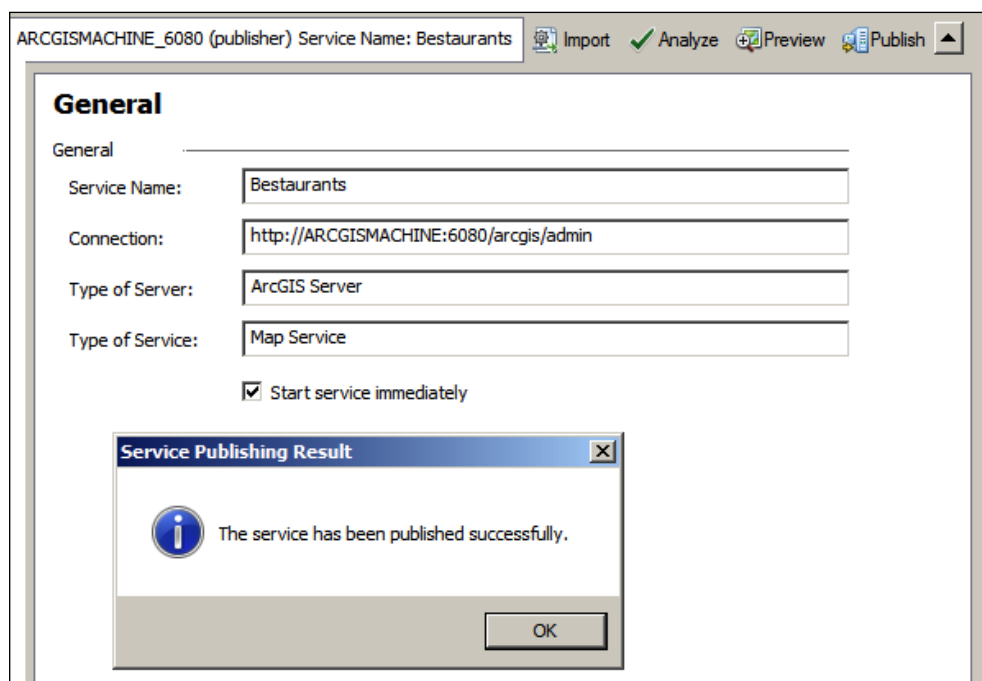 ARCGISMACHINE_6080 (publisher) Service Name: Bestaurants Import Analyze Preview Publish
General
General
Service Name: Bestaurants
Connection: http://ARCGISMACHINE:6080/arcgis/admin
Type of Server: ArcGIS Server
Type of Service: Map Service
Start service immediately
Service Publishing Result
The service has been published successfully.
OK